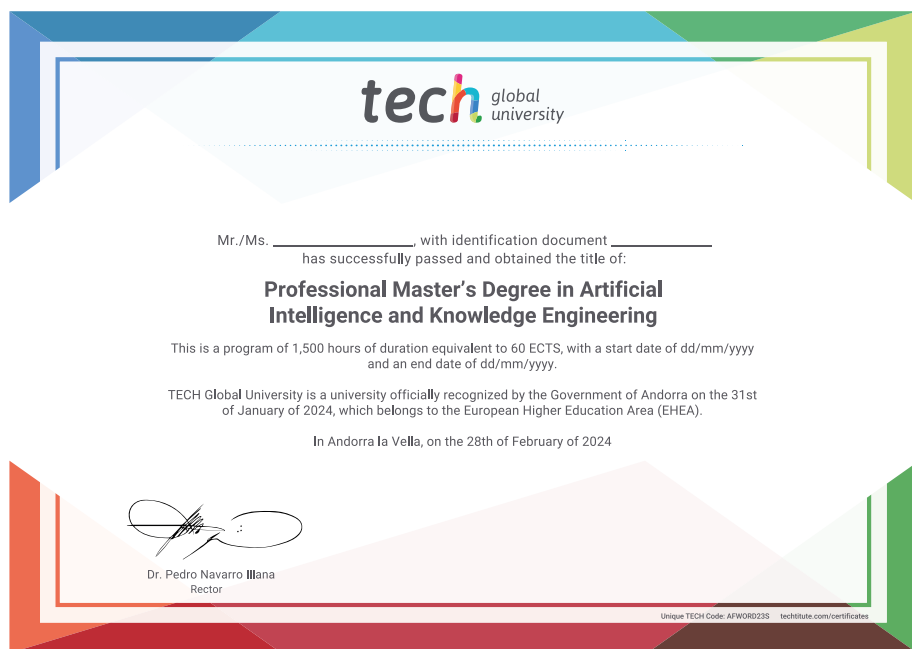 tech global
university
Mr./Ms. ____________, with identification document ____________
has successfully passed and obtained the title of:
Professional Master's Degree in Artificial
Intelligence and Knowledge Engineering
This is a program of 1,500 hours of duration equivalent to 60 ECTS, with a start date of dd/mm/yyyy
and an end date of dd/mm/yyyy.
TECH Global University is a university officially recognized by the Government of Andorra on the 31st
of January of 2024, which belongs to the European Higher Education Area (EHEA).
In Andorra la Vella, on the 28th of February of 2024
Dr. Pedro Navarro Illana
Rector
Unique TECH Code: AFWORD23S techtitute.com/certificates